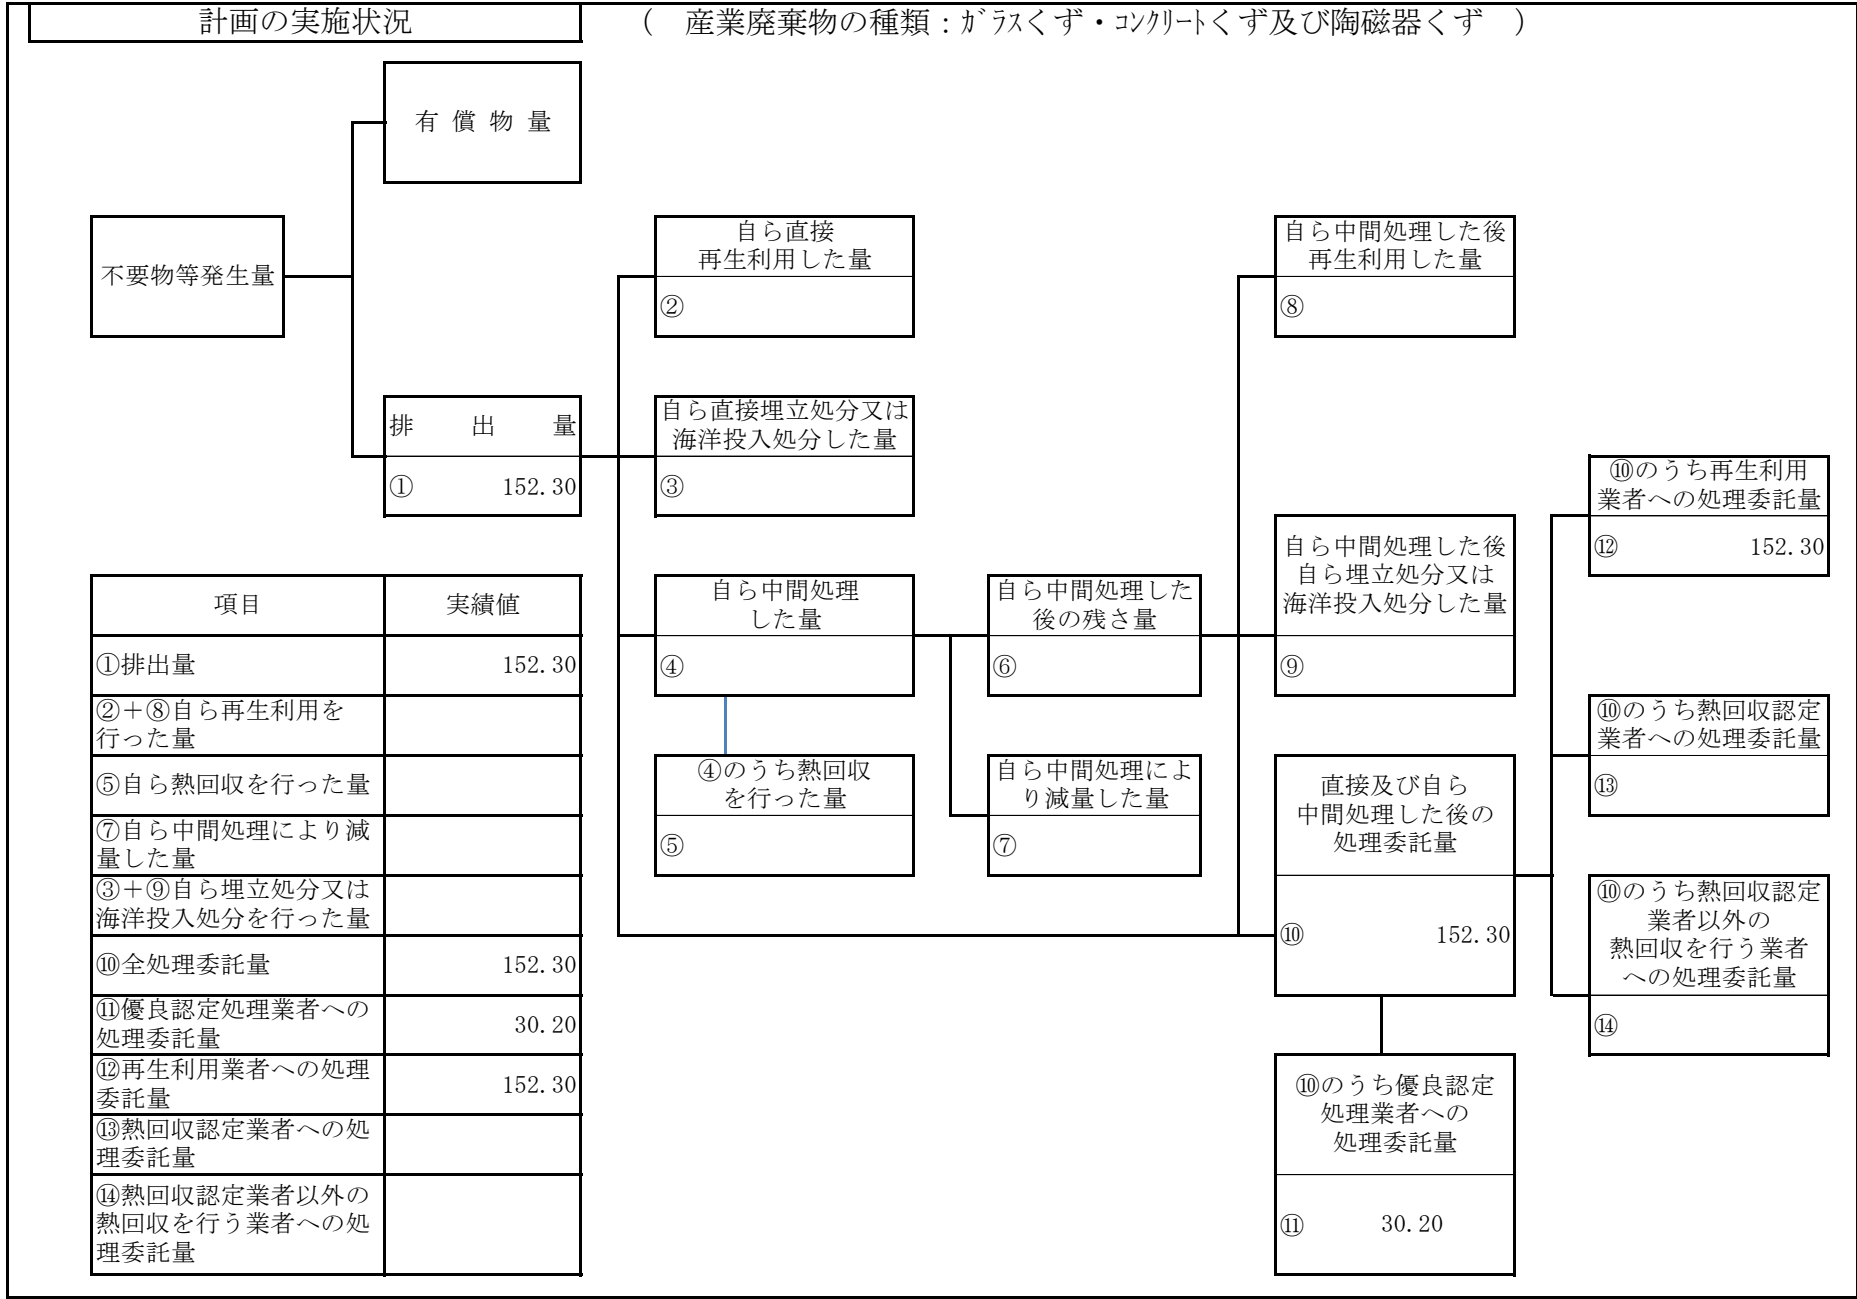 計画の実施状況
（　産業廃棄物の種類：ｶﾞﾗｽくず・ｺﾝｸﾘｰﾄくず及び陶磁器くず　）
有償物量
不要物等発生量
自ら直接
再生利用した量
②
自ら中間処理した後
再生利用した量
⑧
排出量
① 152.30
自ら直接埋立処分又は
海洋投入処分した量
③
⑩のうち再生利用
業者への処理委託量
⑫ 152.30
自ら中間処理
した量
④
自ら中間処理した
後の残さ量
⑥
自ら中間処理した後
自ら埋立処分又は
海洋投入処分した量
⑨
④のうち熱回収
を行った量
⑤
自ら中間処理によ
り減量した量
⑦
直接及び自ら
中間処理した後の
処理委託量
⑩ 152.30
⑩のうち熱回収認定
業者への処理委託量
⑬
⑩のうち熱回収認定
業者以外の
熱回収を行う業者
への処理委託量
⑭
⑩のうち優良認定
処理業者への
処理委託量
⑪ 30.20
項目 実績値
①排出量 152.30
②＋⑧自ら再生利用を
行った量
⑤自ら熱回収を行った量
⑦自ら中間処理により減
量した量
③＋⑨自ら埋立処分又は
海洋投入処分を行った量
⑩全処理委託量 152.30
⑪優良認定処理業者への
処理委託量 30.20
⑫再生利用業者への処理
委託量 152.30
⑬熱回収認定業者への処
理委託量
⑭熱回収認定業者以外の
熱回収を行う業者への処
理委託量